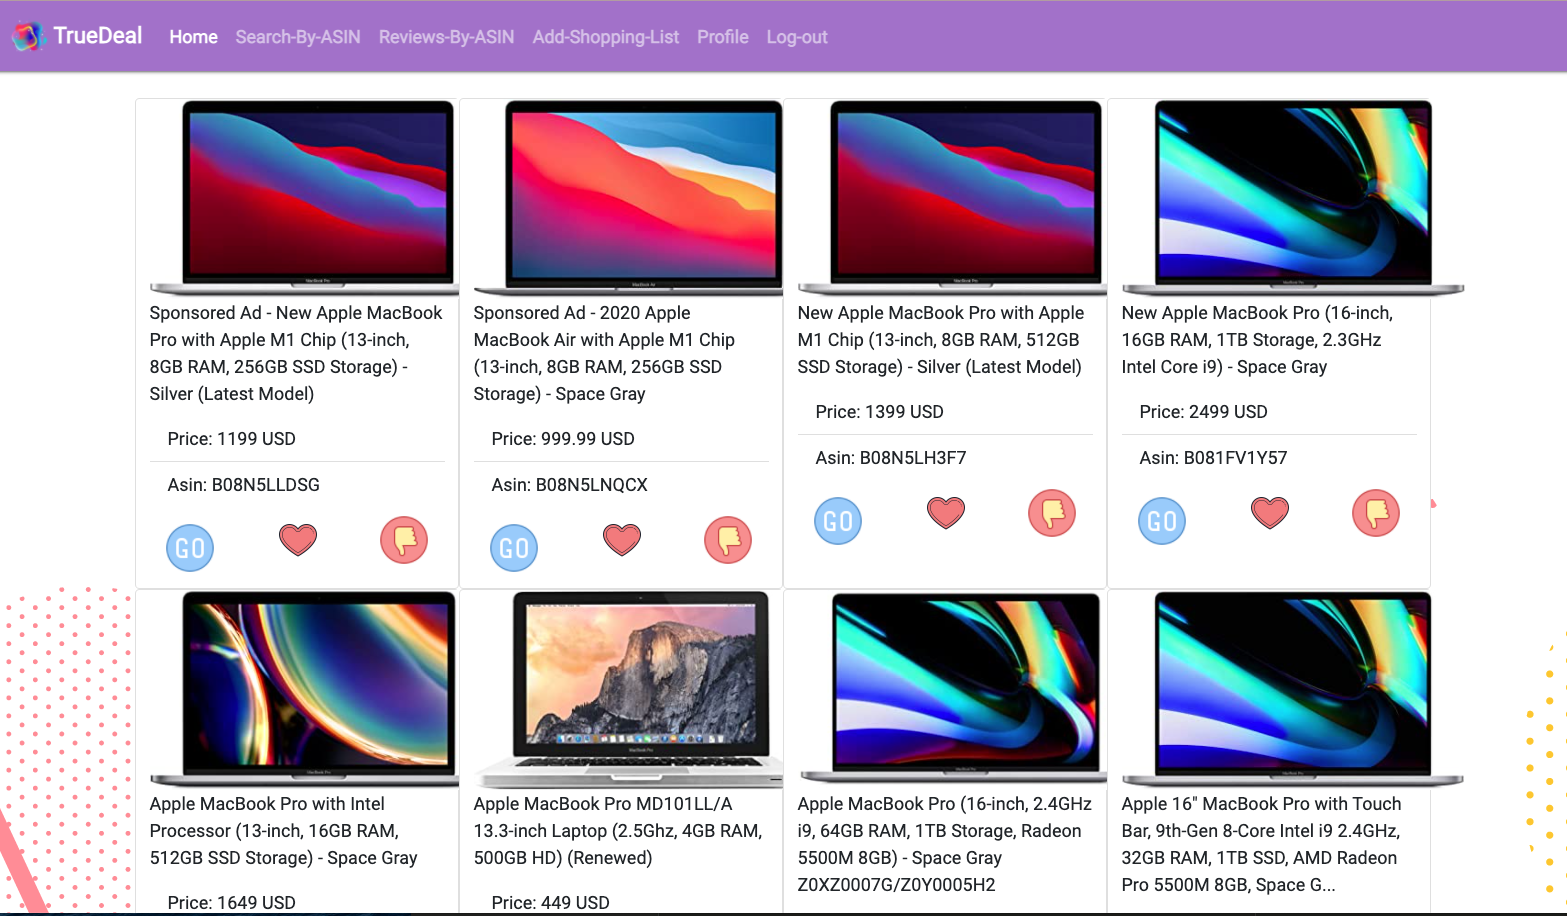 TrueDeal Home Search-By-ASIN Reviews-By-ASIN Add-Shopping-List Profile Log-out
Sponsored Ad - New Apple MacBook
Pro with Apple M1 Chip (13-inch,
8GB RAM, 256GB SSD Storage) -
Silver (Latest Model)
Price: 1199 USD
Asin: B08N5LLDSG
GO
Sponsored Ad - 2020 Apple
MacBook Air with Apple M1 Chip
(13-inch, 8GB RAM, 256GB SSD
Storage) - Space Gray
Price: 999.99 USD
Asin: B08N5LNQCX
GO
New Apple MacBook Pro with Apple
M1 Chip (13-inch, 8GB RAM, 512GB
SSD Storage) - Silver (Latest Model)
Price: 1399 USD
Asin: B08N5LH3F7
GO
New Apple MacBook Pro (16-inch,
16GB RAM, 1TB Storage, 2.3GHz
Intel Core i9) - Space Gray
Price: 2499 USD
Asin: B081FV1Y57
GO
Apple MacBook Pro with Intel
Processor (13-inch, 16GB RAM,
512GB SSD Storage) - Space Gray
Price: 1649 USD
Apple MacBook Pro MD101LL/A
13.3-inch Laptop (2.5Ghz, 4GB RAM,
500GB HD) (Renewed)
Price: 449 USD
Apple MacBook Pro (16-inch, 2.4GHz
i9, 64GB RAM, 1TB Storage, Radeon
5500M 8GB) - Space Gray
Z0XZ0007G/Z0Y0005H2
Apple 16" MacBook Pro with Touch
Bar, 9th-Gen 8-Core Intel i9 2.4GHz,
32GB RAM, 1TB SSD, AMD Radeon
Pro 5500M 8GB, Space G...